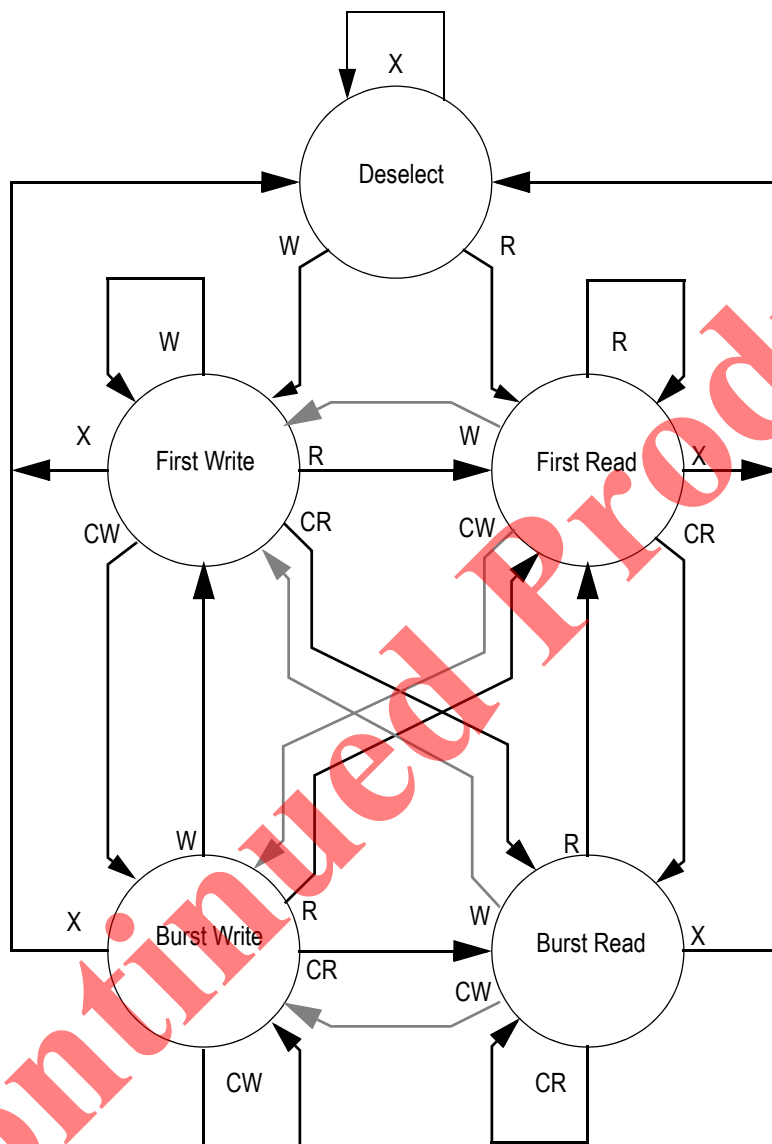 X
Deselect
W
R
W
R
X
First Write
R
W
First Read
X
CW
CR
CW
CR
W
R
X
Burst Write
R
W
Burst Read
X
CR
CW
CW
CR
ontinued Prod